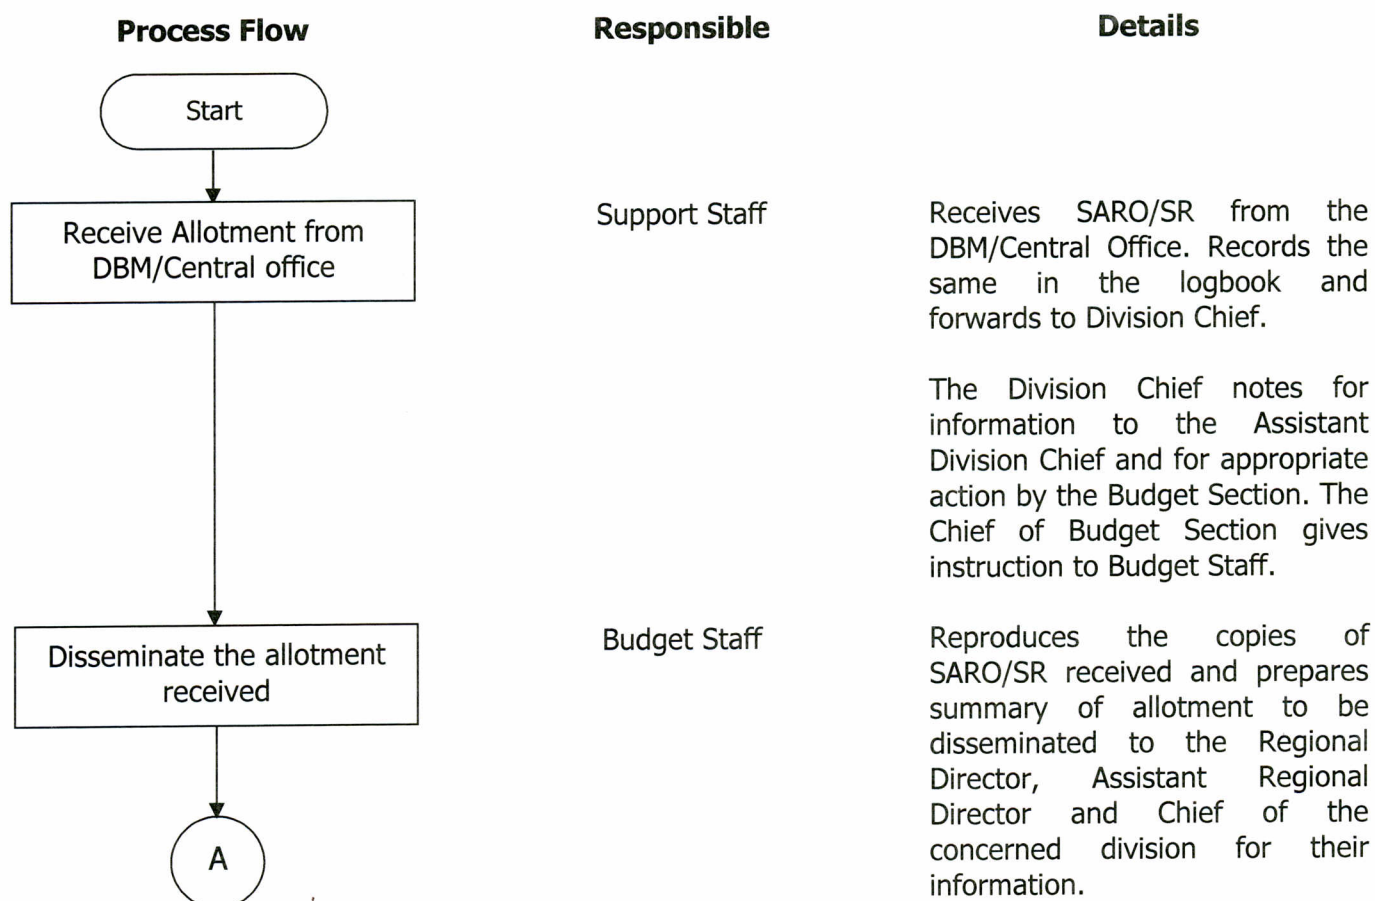 Process Flow
Responsible
Details
Start
Receive Allotment from
DBM/Central office
Support Staff
Receives SARO/SR from the
DBM/Central Office. Records the
same in the logbook and
forwards to Division Chief.
The Division Chief notes for
information to the Assistant
Division Chief and for appropriate
action by the Budget Section. The
Chief of Budget Section gives
instruction to Budget Staff.
Disseminate the allotment
received
Budget Staff
Reproduces the copies of
SARO/SR received and prepares
summary of allotment to be
disseminated to the Regional
Director, Assistant Regional
Director and Chief of the
concerned division for their
information.
A